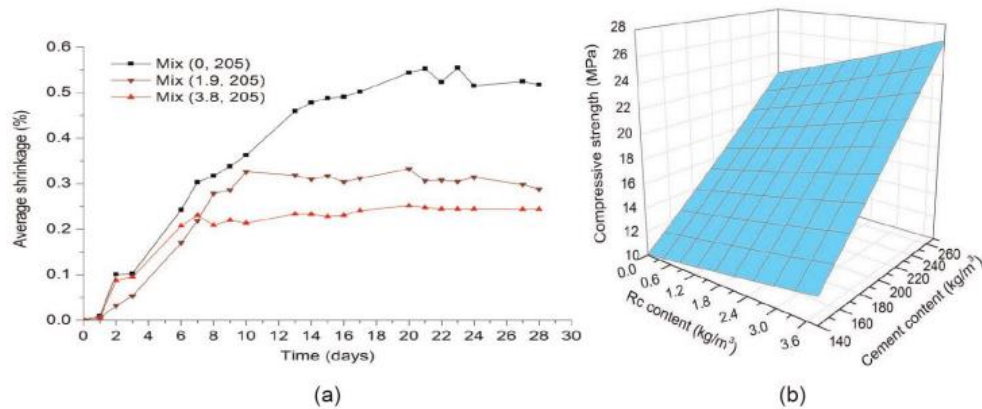 0.6
0.5
0.4
0.3
0.2
0.1
0.0
Average shrinkage (%)
Mix (0, 205)
Mix (1.9, 205)
Mix (3.8, 205)
0 2 4 6 8 10 12 14 16 18 20 22 24 26 28 30
Time (days)
(a)
28
26
24
22
20
18
16
14
12
10
Compressive strength (MPa)
0.0 0.6 1.2 1.8 2.4 3.0 3.6
Rc content (kg/m³)
140 160 180 200 220 240 260
Cement content (kg/m³)
(b)